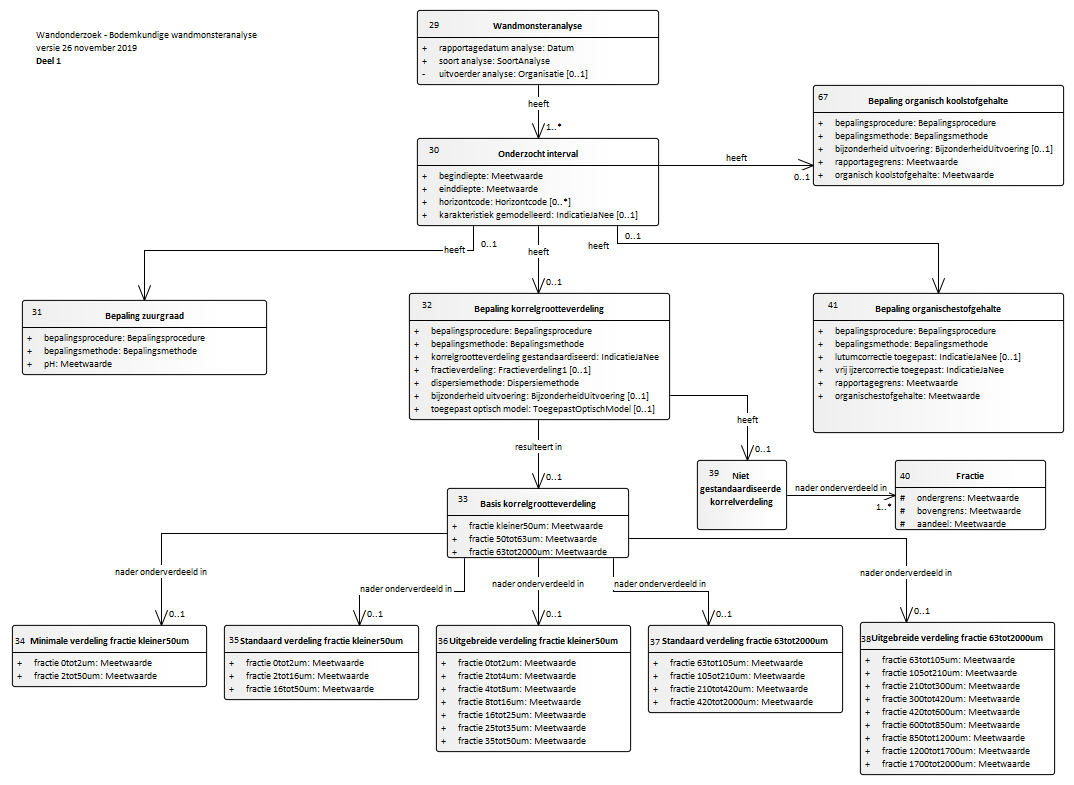 Wandonderzoek - Bodemkundige wandmonsteranalyse
versie 26 november 2019
Deel 1
29
Wandmonsteranalyse
+ rapportagedatum analyse: Datum
+ soort analyse: SoortAnalyse
- uitvoerder analyse: Organisatie [0..1]
heeft
1..*
30
Onderzocht interval
+ begindiepte: Meetwaarde
+ einddiepte: Meetwaarde
+ horizontcode: Horizontcode [0..*]
+ karakteristiek gemodelleerd: IndicatieJaNee [0..1]
heeft
0..1
67
Bepaling organisch koolstofgehalte
+ bepalingsprocedure: Bepalingsprocedure
+ bepalingsmethode: Bepalingsmethode
+ bijzonderheid uitvoering: BijzonderheidUitvoering [0..1]
+ rapportagegrens: Meetwaarde
+ organisch koolstofgehalte: Meetwaarde
heeft
0..1
heeft
0..1
heeft
0..1
31
Bepaling zuurgraad
+ bepalingsprocedure: Bepalingsprocedure
+ bepalingsmethode: Bepalingsmethode
+ pH: Meetwaarde
32
Bepaling korrelgrootteverdeling
+ bepalingsprocedure: Bepalingsprocedure
+ bepalingsmethode: Bepalingsmethode
+ korrelgrootteverdeling gestandaardiseerd: IndicatieJaNee
+ fractieverdeling: Fractieverdeling1 [0..1]
+ dispersiemethode: Dispersiemethode
+ bijzonderheid uitvoering: BijzonderheidUitvoering [0..1]
+ toegepast optisch model: ToegepastOptischModel [0..1]
41
Bepaling organischestofgehalte
+ bepalingsprocedure: Bepalingsprocedure
+ bepalingsmethode: Bepalingsmethode
+ lutumcorrectie toegepast: IndicatieJaNee [0..1]
+ vrij ijzercorrectie toegepast: IndicatieJaNee
+ rapportagegrens: Meetwaarde
+ organischestofgehalte: Meetwaarde
resulteert in
0..1
heeft
0..1
39
Niet
gestandaardiseerde
korrelverdeling
nader onderverdeeld in
1..*
40
Fractie
# ondergrens: Meetwaarde
# bovengrens: Meetwaarde
# aandeel: Meetwaarde
33
Basis korrelgrootteverdeling
+ fractie kleiner50um: Meetwaarde
+ fractie 50tot63um: Meetwaarde
+ fractie 63tot2000um: Meetwaarde
nader onderverdeeld in
0..1
nader onderverdeeld in
0..1
nader onderverdeeld in
0..1
nader onderverdeeld in
0..1
nader onderverdeeld in
0..1
34 Minimale verdeling fractie kleiner50um
+ fractie 0tot2um: Meetwaarde
+ fractie 2tot50um: Meetwaarde
35 Standaard verdeling fractie kleiner50um
+ fractie 0tot2um: Meetwaarde
+ fractie 2tot16um: Meetwaarde
+ fractie 16tot50um: Meetwaarde
36 Uitgebreide verdeling fractie kleiner50um
+ fractie 0tot2um: Meetwaarde
+ fractie 2tot4um: Meetwaarde
+ fractie 4tot8um: Meetwaarde
+ fractie 8tot16um: Meetwaarde
+ fractie 16tot25um: Meetwaarde
+ fractie 25tot35um: Meetwaarde
+ fractie 35tot50um: Meetwaarde
37 Standaard verdeling fractie 63tot2000um
+ fractie 63tot105um: Meetwaarde
+ fractie 105tot210um: Meetwaarde
+ fractie 210tot420um: Meetwaarde
+ fractie 420tot2000um: Meetwaarde
38 Uitgebreide verdeling fractie 63tot2000um
+ fractie 63tot105um: Meetwaarde
+ fractie 105tot210um: Meetwaarde
+ fractie 210tot300um: Meetwaarde
+ fractie 300tot420um: Meetwaarde
+ fractie 420tot600um: Meetwaarde
+ fractie 600tot850um: Meetwaarde
+ fractie 850tot1200um: Meetwaarde
+ fractie 1200tot1700um: Meetwaarde
+ fractie 1700tot2000um: Meetwaarde